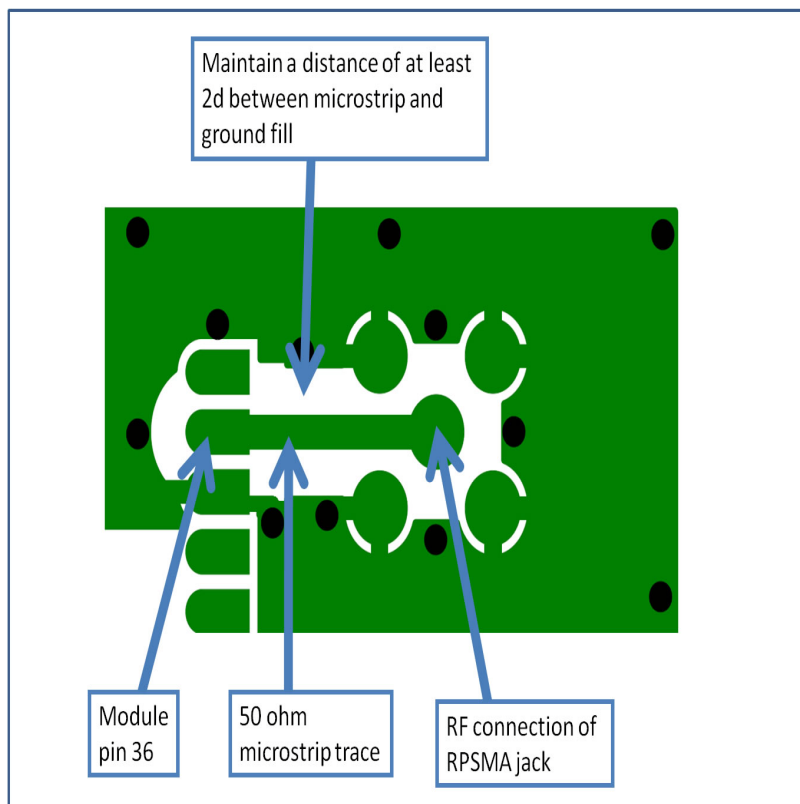 Maintain a distance of at least
2d between microstrip and
ground fill
Module
pin 36
50 ohm
microstrip trace
RF connection of
RPSMA jack